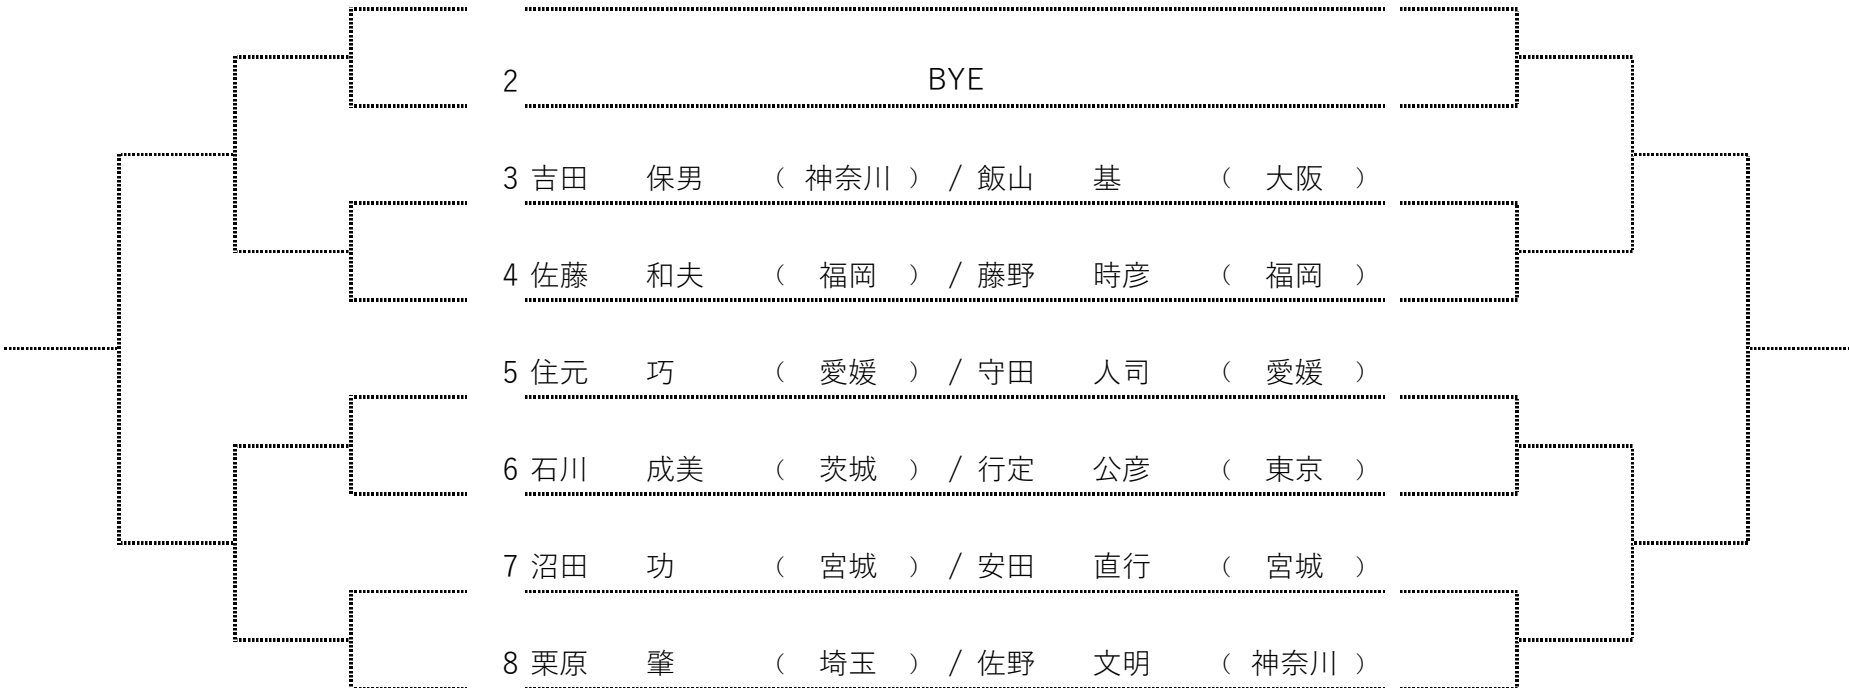 2 BYE
3 吉田 保男 ( 神奈川 ) / 飯山 基 ( 大阪 )
4 佐藤 和夫 ( 福岡 ) / 藤野 時彦 ( 福岡 )
5 住元 巧 ( 愛媛 ) / 守田 人司 ( 愛媛 )
6 石川 成美 ( 茨城 ) / 行定 公彦 ( 東京 )
7 沼田 功 ( 宮城 ) / 安田 直行 ( 宮城 )
8 栗原 肇 ( 埼玉 ) / 佐野 文明 ( 神奈川 )